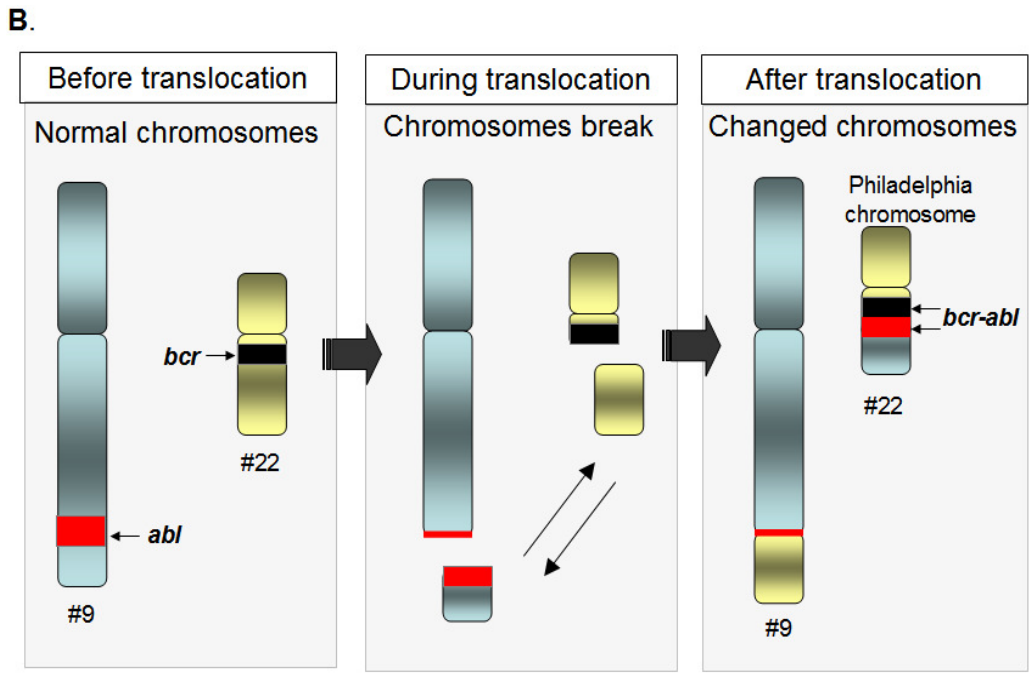 B.
Before translocation
Normal chromosomes
bcr
#22
abl
#9
During translocation
Chromosomes break
After translocation
Changed chromosomes
Philadelphia
chromosome
bcr-abl
#22
#9